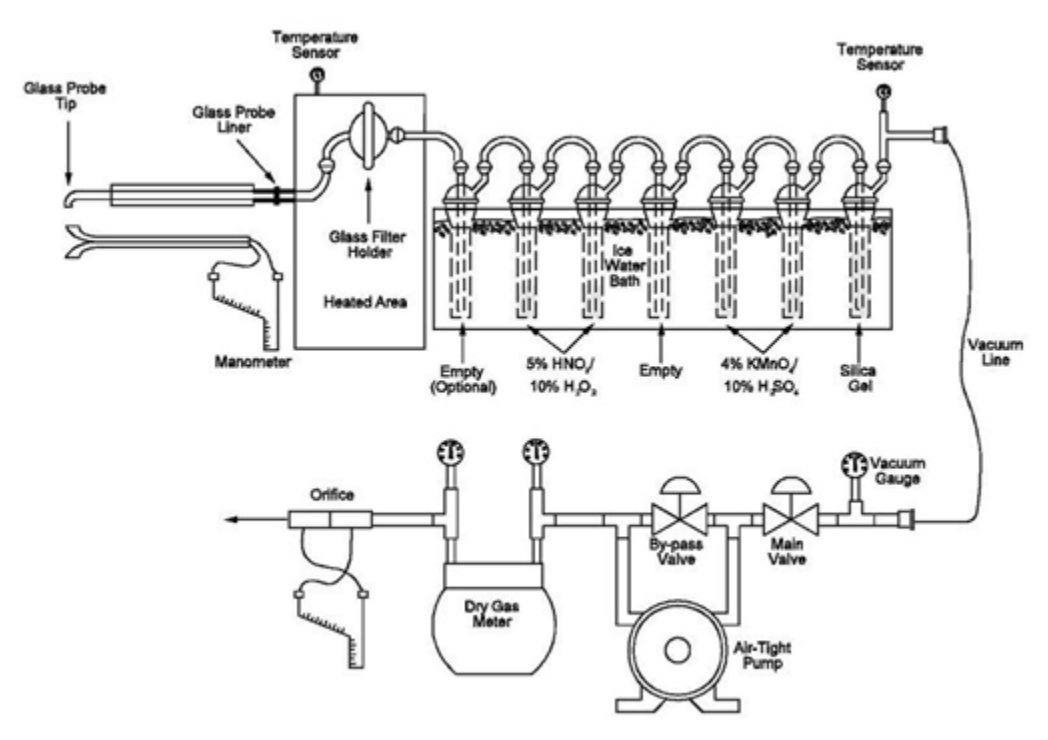 Temperature
Sensor
Temperature
Sensor
Glass Probe
Tip
Glass Probe
Liner
Glass Filter
Holder
Heated Area
Ice
Water
Bath
Manometer
Empty
(Optional)
5% HNO₃/
10% H₂O₂
Empty
4% KMnO₄/
10% H₂SO₄
Silica
Gel
Vacuum
Line
Vacuum
Gauge
Orifice
By-pass
Valve
Main
Valve
Dry Gas
Meter
Air-Tight
Pump